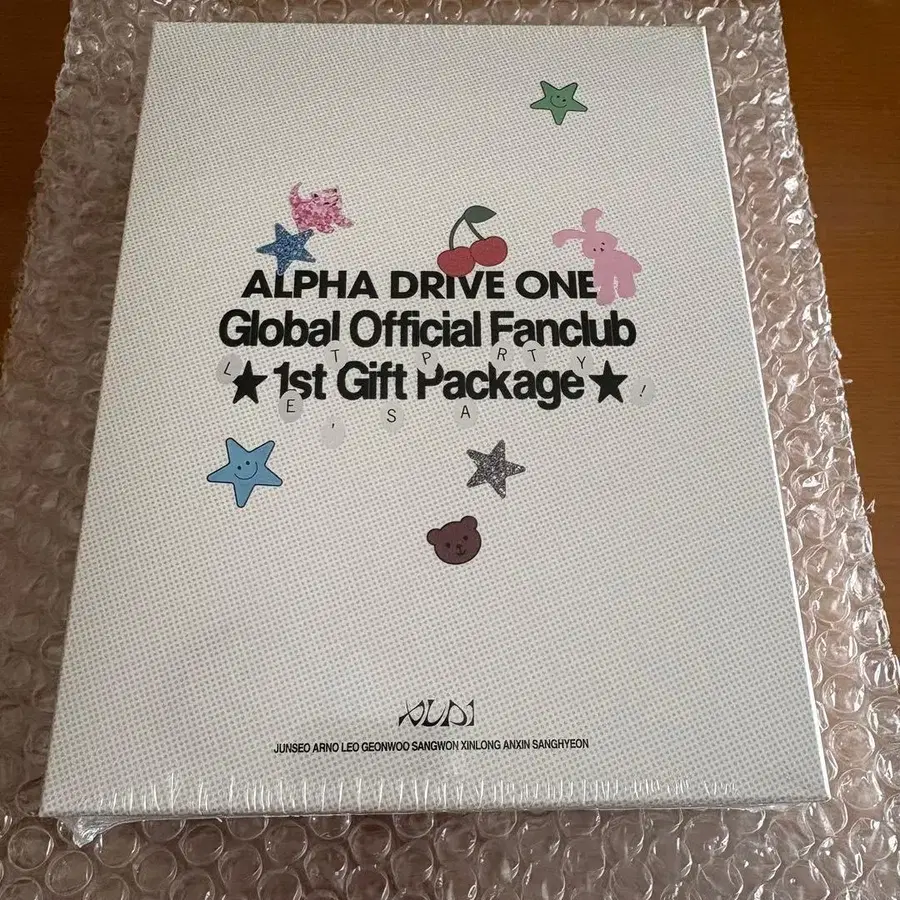 ALPHA DRIVE ONE
Global Official Fanclub
LET'S PARTY!
★1st Gift Package★
JUNSEO ARNO LEO GEONWOO SANGWON XINLONG ANXIN SANGHYEON